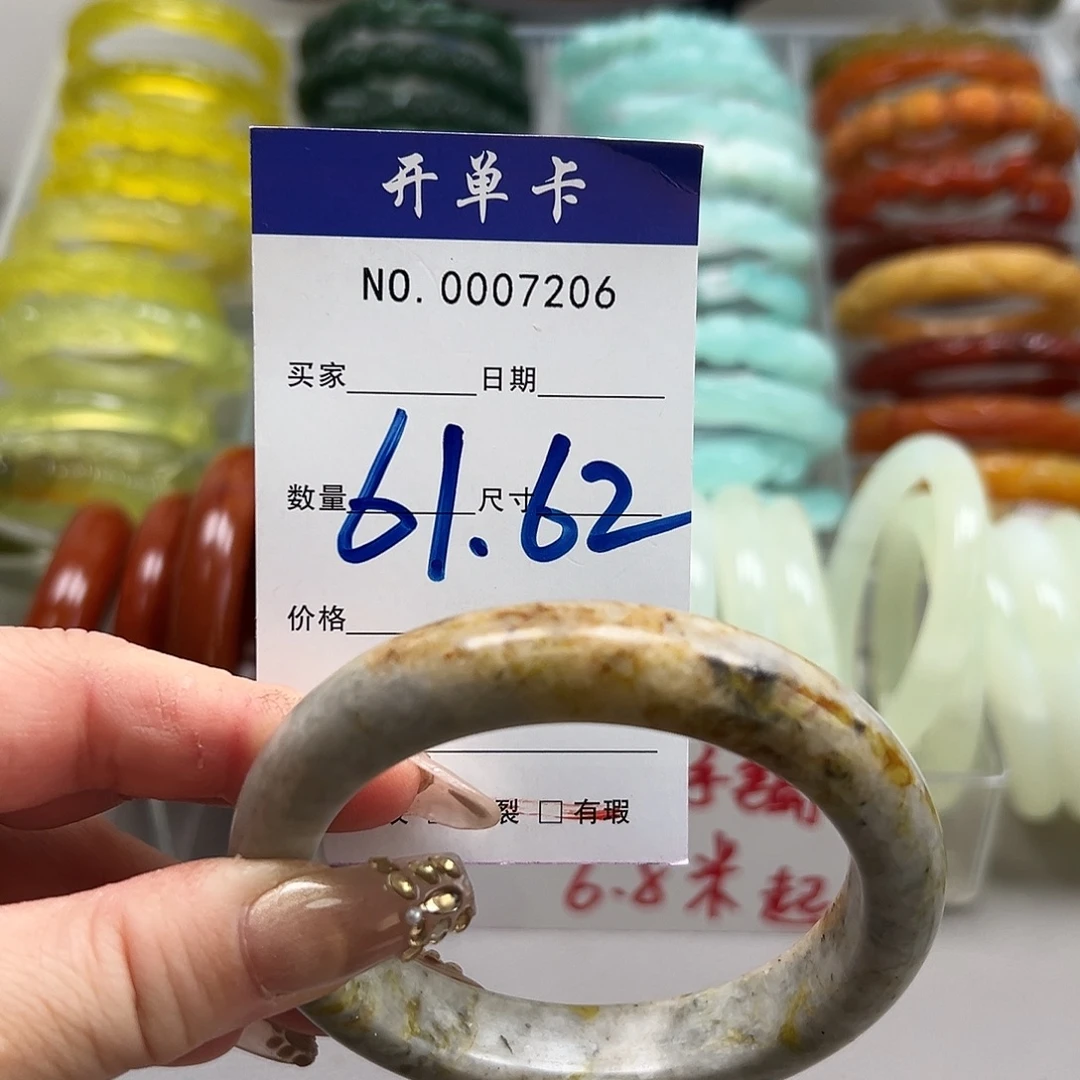 开单卡
NO. 0007206
买家 日期
61.62
数量 尺寸
价格
裂 □ 有瑕
6.8米起